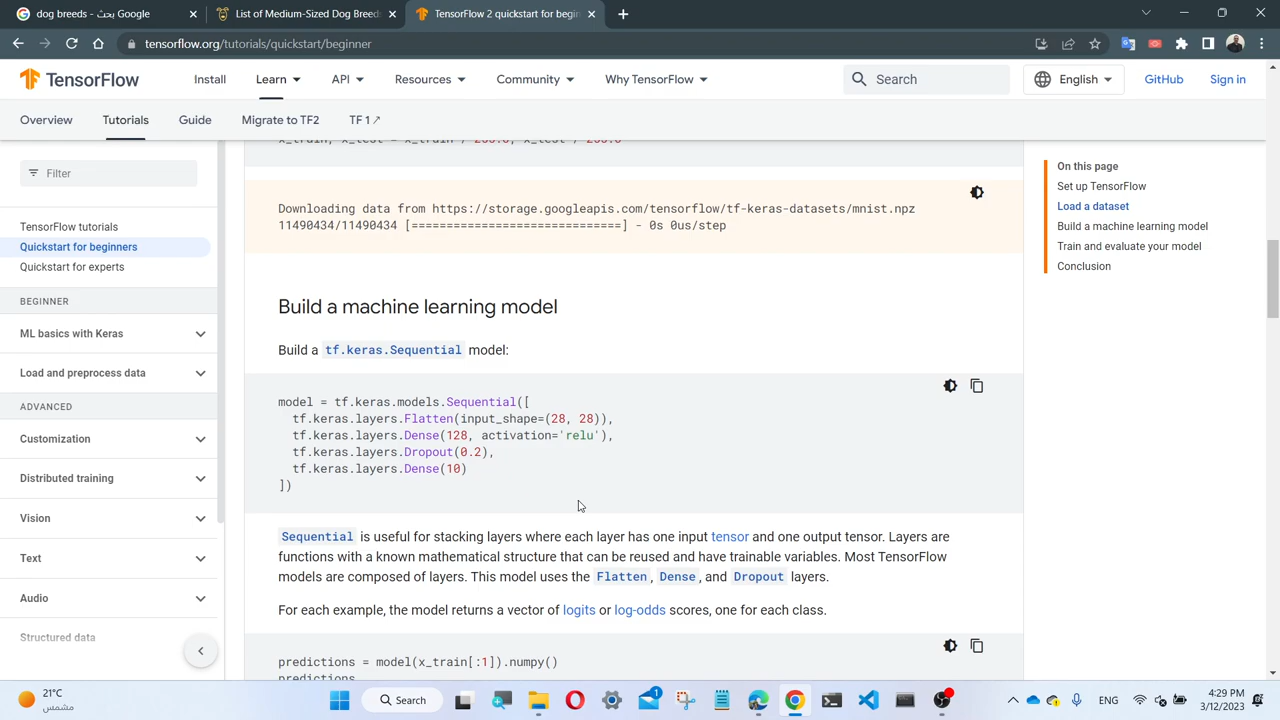 dog breeds - بحث Google
List of Medium-Sized Dog Breeds
TensorFlow 2 quickstart for begin
tensorflow.org/tutorials/quickstart/beginner
TensorFlow
Install
Learn
API
Resources
Community
Why TensorFlow
Search
English
GitHub
Sign in
Overview
Tutorials
Guide
Migrate to TF2
TF 1 ↗
Filter
TensorFlow tutorials
Quickstart for beginners
Quickstart for experts
BEGINNER
ML basics with Keras
Load and preprocess data
ADVANCED
Customization
Distributed training
Vision
Text
Audio
Structured data
x_train, x_test = x_train / 255.0, x_test / 255.0
Downloading data from https://storage.googleapis.com/tensorflow/tf-keras-datasets/mnist.npz
11490434/11490434 [==============================] - 0s 0us/step
Build a machine learning model
Build a tf.keras.Sequential model:
model = tf.keras.models.Sequential([
tf.keras.layers.Flatten(input_shape=(28, 28)),
tf.keras.layers.Dense(128, activation='relu'),
tf.keras.layers.Dropout(0.2),
tf.keras.layers.Dense(10)
])
Sequential is useful for stacking layers where each layer has one input tensor and one output tensor. Layers are
functions with a known mathematical structure that can be reused and have trainable variables. Most TensorFlow
models are composed of layers. This model uses the Flatten, Dense, and Dropout layers.
For each example, the model returns a vector of logits or log-odds scores, one for each class.
predictions = model(x_train[:1]).numpy()
predictions
On this page
Set up TensorFlow
Load a dataset
Build a machine learning model
Train and evaluate your model
Conclusion
21°C
مشمس
Search
1
ENG
4:29 PM
3/12/2023